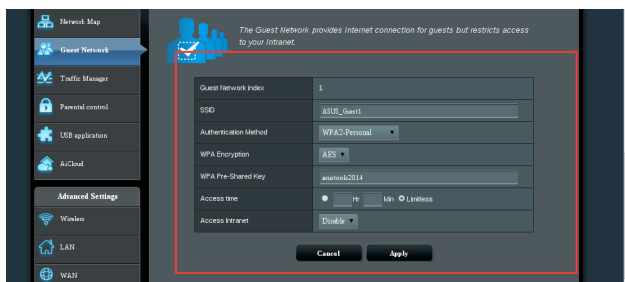 Network Map
The Guest Network provides Internet connection for guests but restricts access
to your Intranet.
Guest Network
Traffic Manager
Parental control
USB application
AiCloud
Advanced Settings
Wireless
LAN
WAN
Guest Network index 1
SSID ASUS_Guest1
Authentication Method WPA2-Personal
WPA Encryption AES
WPA Pre-Shared Key asustools2014
Access time Hr Min Limitless
Access Intranet Disable
Cancel Apply